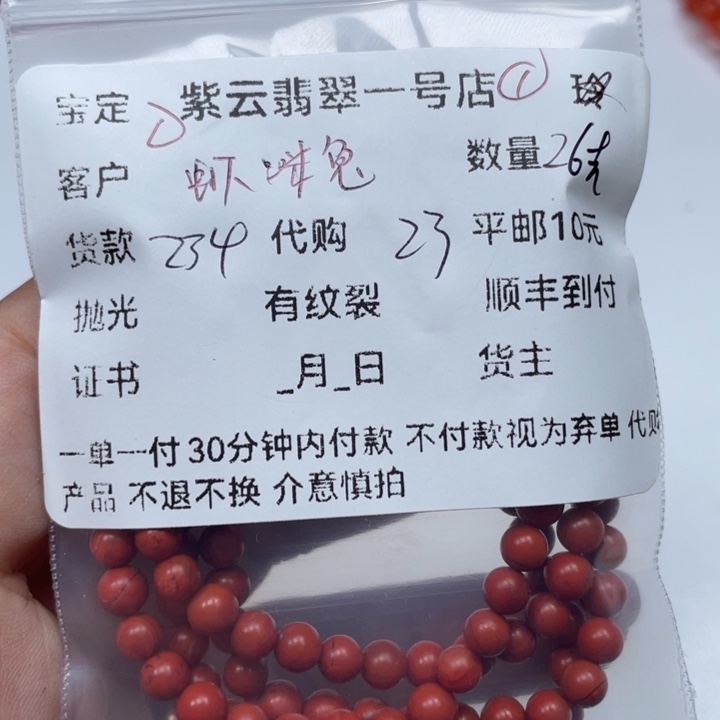 宝定 ① 紫云翡翠一号店 ① 玲
客户 虾 兔 数量 26克
货款 234 代购 23 平邮10元
抛光 有纹裂 顺丰到付
证书 _月_日 货主
一单一付 30分钟内付款 不付款视为弃单 代购
产品 不退不换 介意慎拍